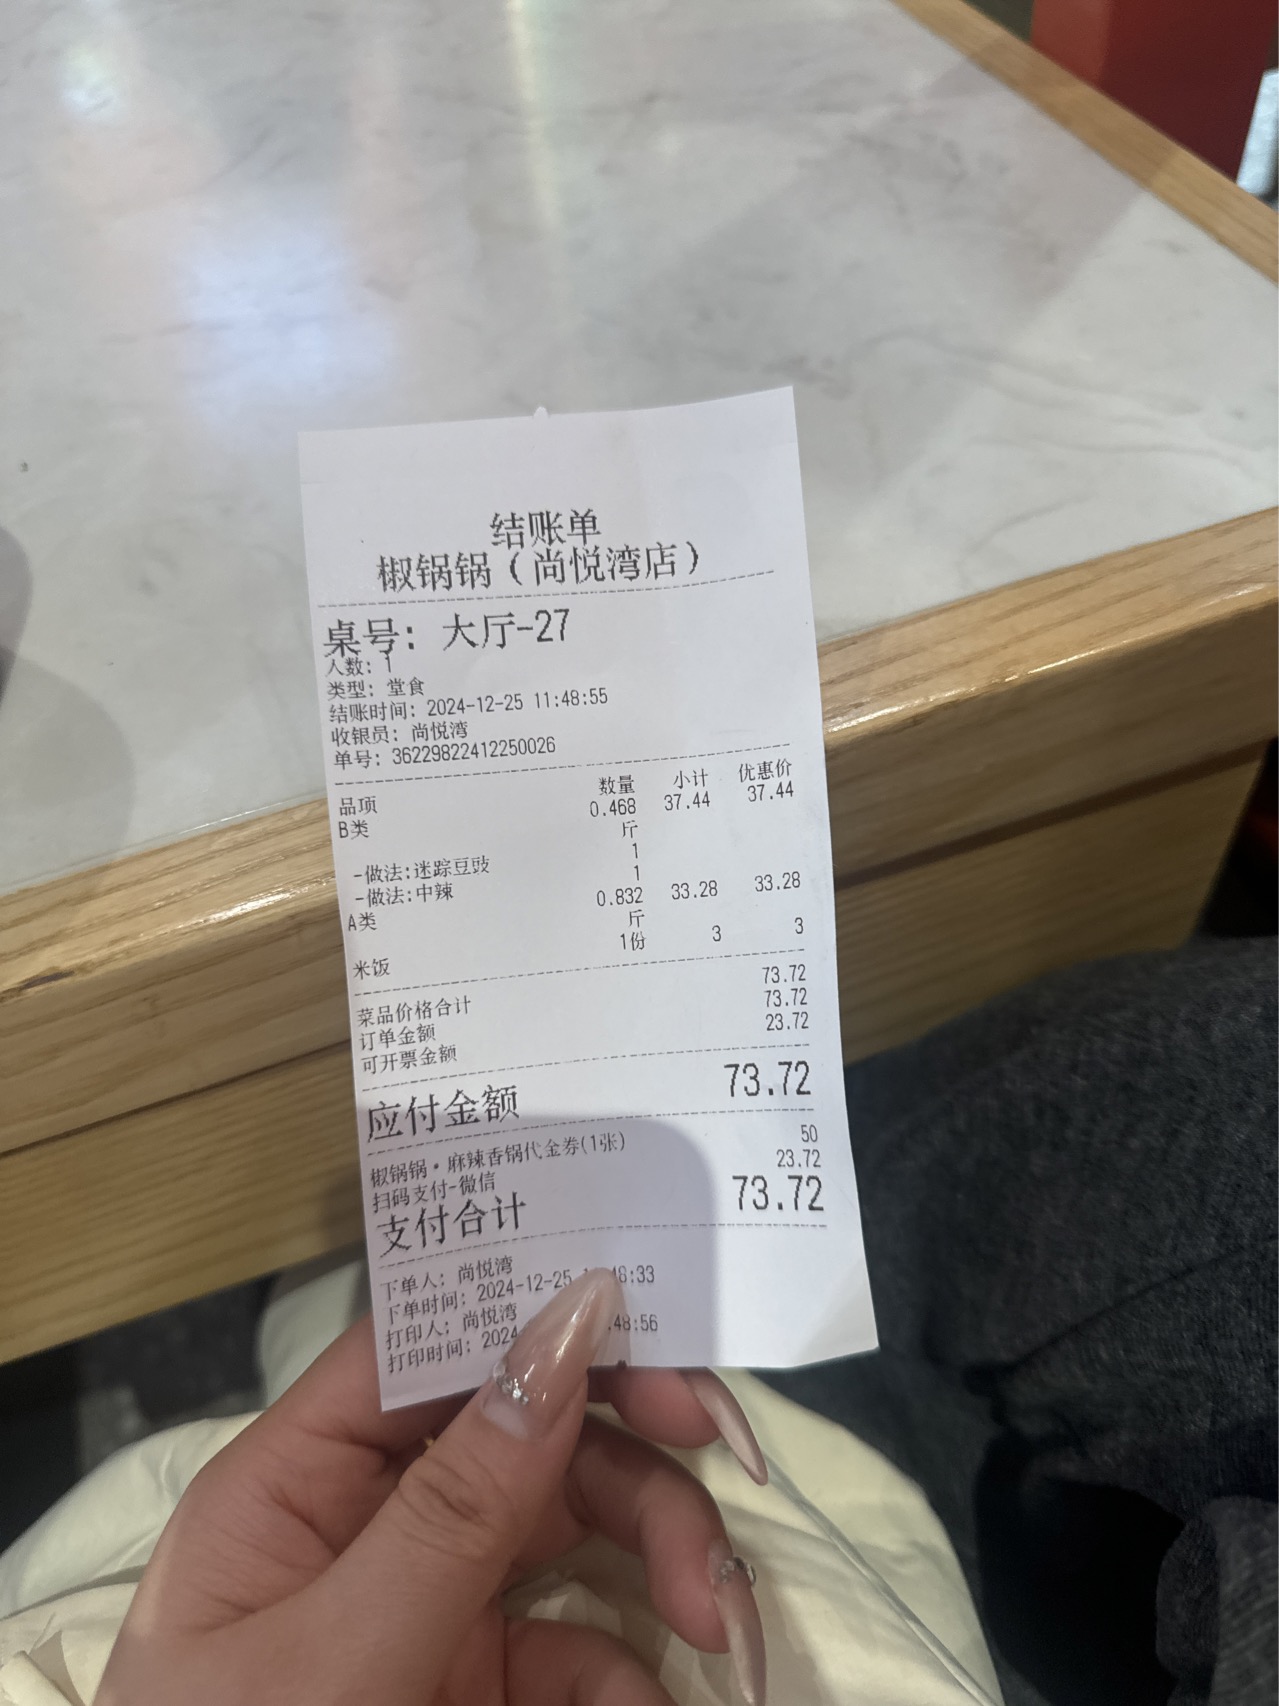 结账单
椒锅锅（尚悦湾店）
桌号: 大厅-27
人数: 1
类型: 堂食
结账时间: 2024-12-25 11:48:55
收银员: 尚悦湾
单号: 36229822412250026
品项 数量 小计 优惠价
B类 0.468 37.44 37.44
斤
-做法:迷踪豆豉 1
-做法:中辣 1
A类 0.832 33.28 33.28
斤
米饭 1份 3 3
菜品价格合计 73.72
订单金额 73.72
可开票金额 23.72
应付金额 73.72
椒锅锅·麻辣香锅代金券(1张) 50
扫码支付-微信 23.72
支付合计 73.72
下单人: 尚悦湾
下单时间: 2024-12-25 :48:33
打印人: 尚悦湾
打印时间: 2024 :48:56